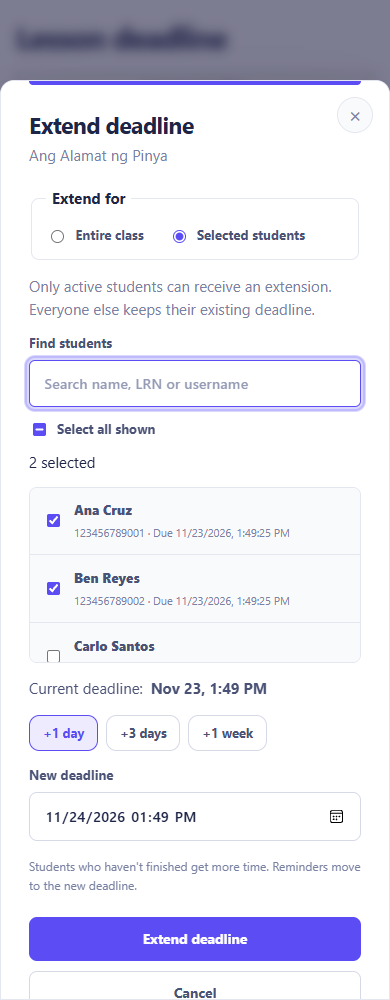 Lesson deadline
Extend deadline
Ang Alamat ng Pinya
Extend for
Entire class
Selected students
Only active students can receive an extension.
Everyone else keeps their existing deadline.
Find students
Search name, LRN or username
Select all shown
2 selected
Ana Cruz
123456789001 · Due 11/23/2026, 1:49:25 PM
Ben Reyes
123456789002 · Due 11/23/2026, 1:49:25 PM
Carlo Santos
Current deadline: Nov 23, 1:49 PM
+1 day
+3 days
+1 week
New deadline
11/24/2026 01:49 PM
Students who haven't finished get more time. Reminders move
to the new deadline.
Extend deadline
Cancel